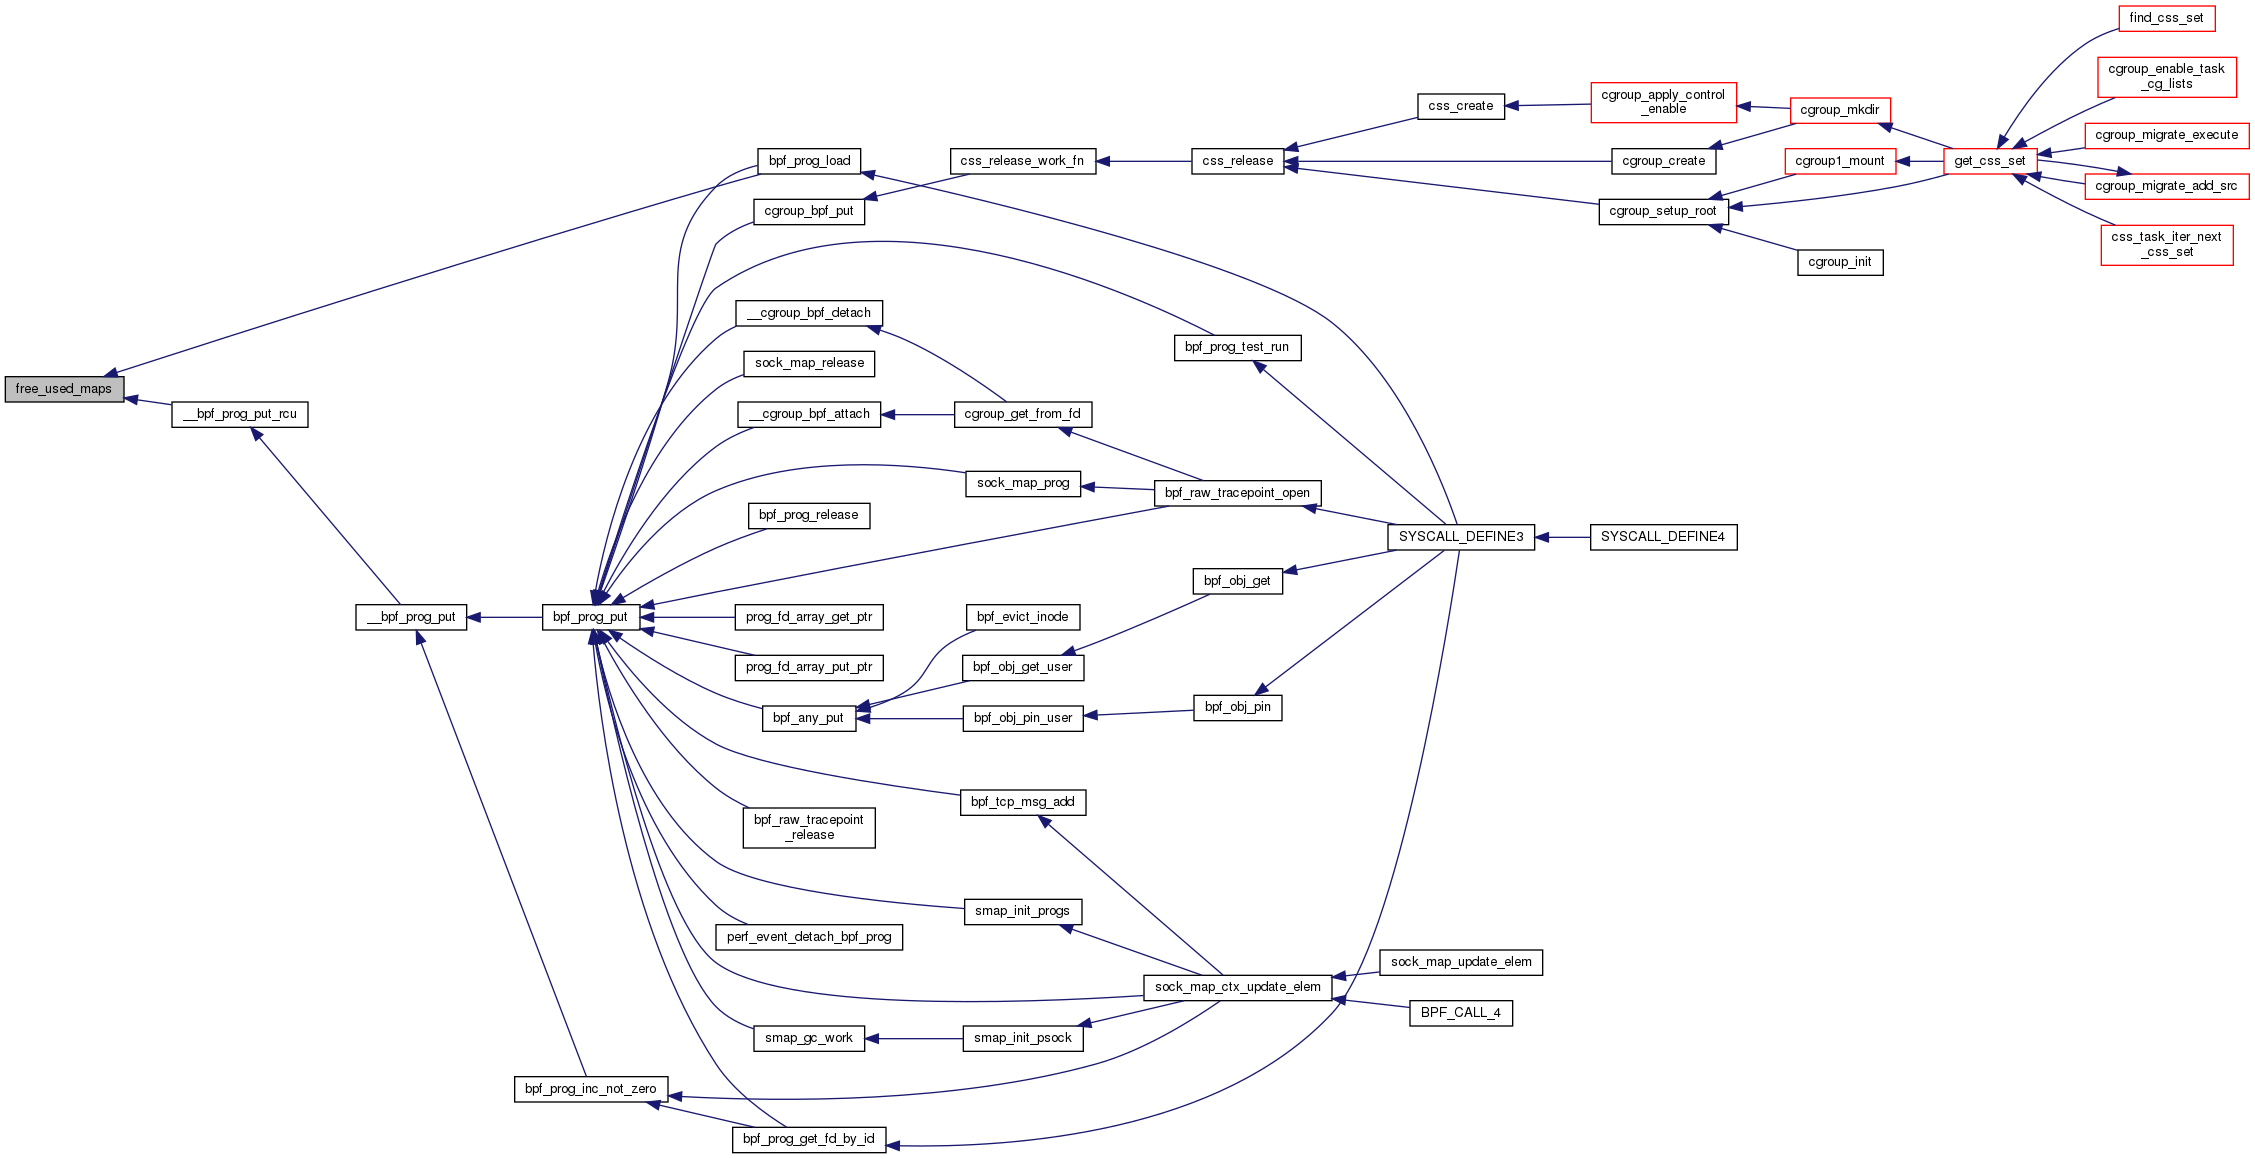 find_css_set
cgroup_enable_task
_cg_lists
css_create
cgroup_apply_control
_enable
cgroup_mkdir
cgroup_migrate_execute
bpf_prog_load
css_release_work_fn
css_release
cgroup_create
cgroup1_mount
get_css_set
cgroup_migrate_add_src
cgroup_bpf_put
cgroup_setup_root
css_task_iter_next
_css_set
cgroup_init
__cgroup_bpf_detach
bpf_prog_test_run
sock_map_release
free_used_maps
__bpf_prog_put_rcu
__cgroup_bpf_attach
cgroup_get_from_fd
sock_map_prog
bpf_raw_tracepoint_open
bpf_prog_release
SYSCALL_DEFINE3
SYSCALL_DEFINE4
bpf_obj_get
__bpf_prog_put
bpf_prog_put
prog_fd_array_get_ptr
bpf_evict_inode
prog_fd_array_put_ptr
bpf_obj_get_user
bpf_obj_pin
bpf_any_put
bpf_obj_pin_user
bpf_tcp_msg_add
bpf_raw_tracepoint
_release
smap_init_progs
perf_event_detach_bpf_prog
sock_map_update_elem
sock_map_ctx_update_elem
BPF_CALL_4
smap_gc_work
smap_init_psock
bpf_prog_inc_not_zero
bpf_prog_get_fd_by_id